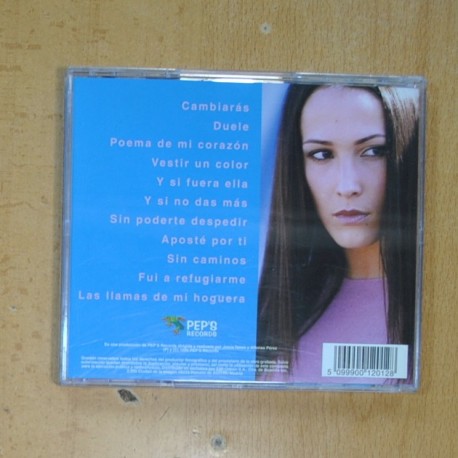 Cambiarás
Duele
Poema de mi corazón
Vestir un color
Y si fuera ella
Y si no das más
Sin poderte despedir
Aposté por ti
Sin caminos
Fui a refugiarme
Las llamas de mi hoguera
PEP'S
RECORDS
5 099900 120128